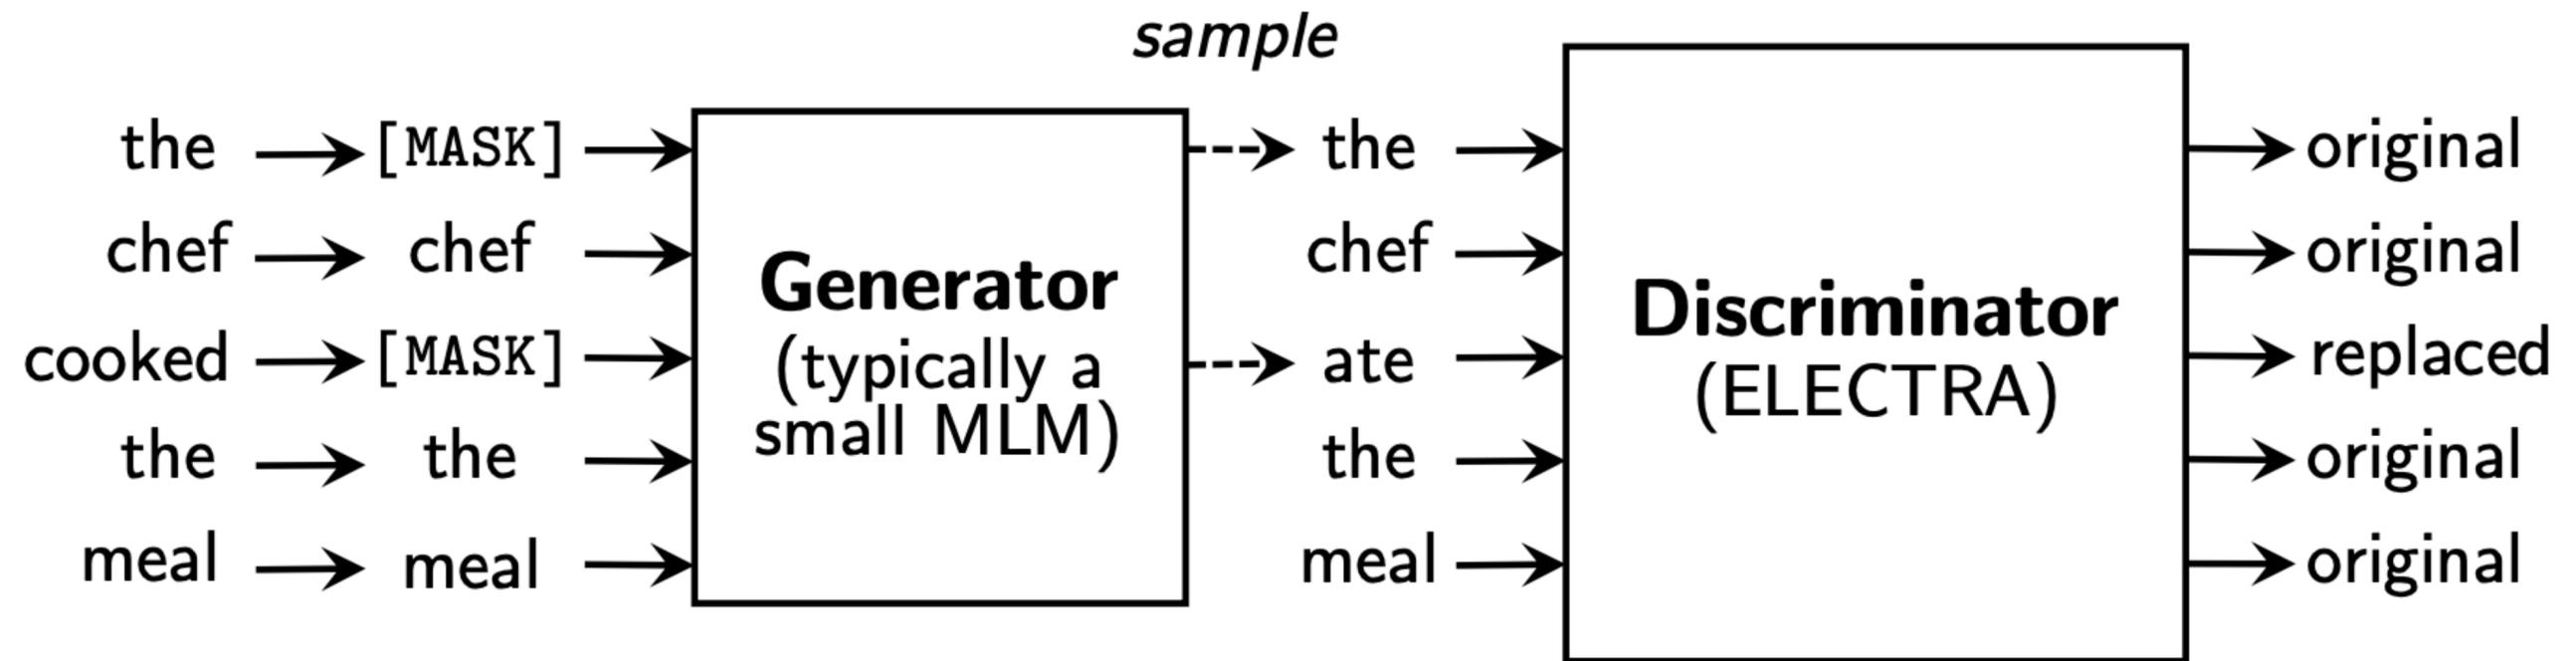 sample
the [MASK] the original
chef chef chef original
cooked [MASK] ate replaced
the the the original
meal meal meal original
Generator
(typically a
small MLM)
Discriminator
(ELECTRA)